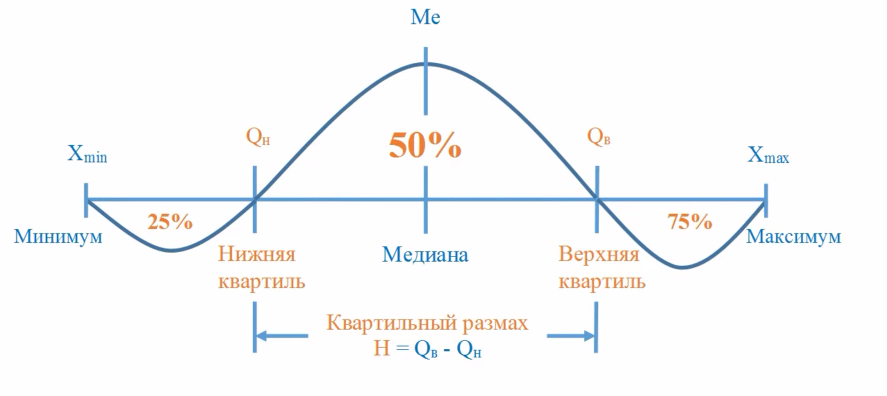 Me
Qн
Qв
50%
Xmin
Xmax
25%
75%
Минимум
Максимум
Нижняя
квартиль
Медиана
Верхняя
квартиль
Квартильный размах
H = Qв - Qн